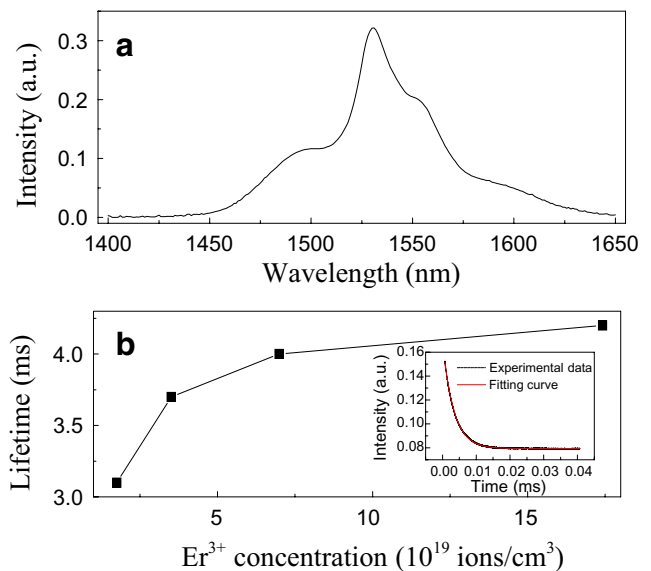 a
Intensity (a.u.)
0.3
0.2
0.1
0.0
1400 1450 1500 1550 1600 1650
Wavelength (nm)
b
Lifetime (ms)
4.0
3.5
3.0
5 10 15
Er³⁺ concentration (10¹⁹ ions/cm³)
Intensity (a.u.)
0.16
0.14
0.12
0.10
0.08
Experimental data
Fitting curve
0.00 0.01 0.02 0.03 0.04
Time (ms)